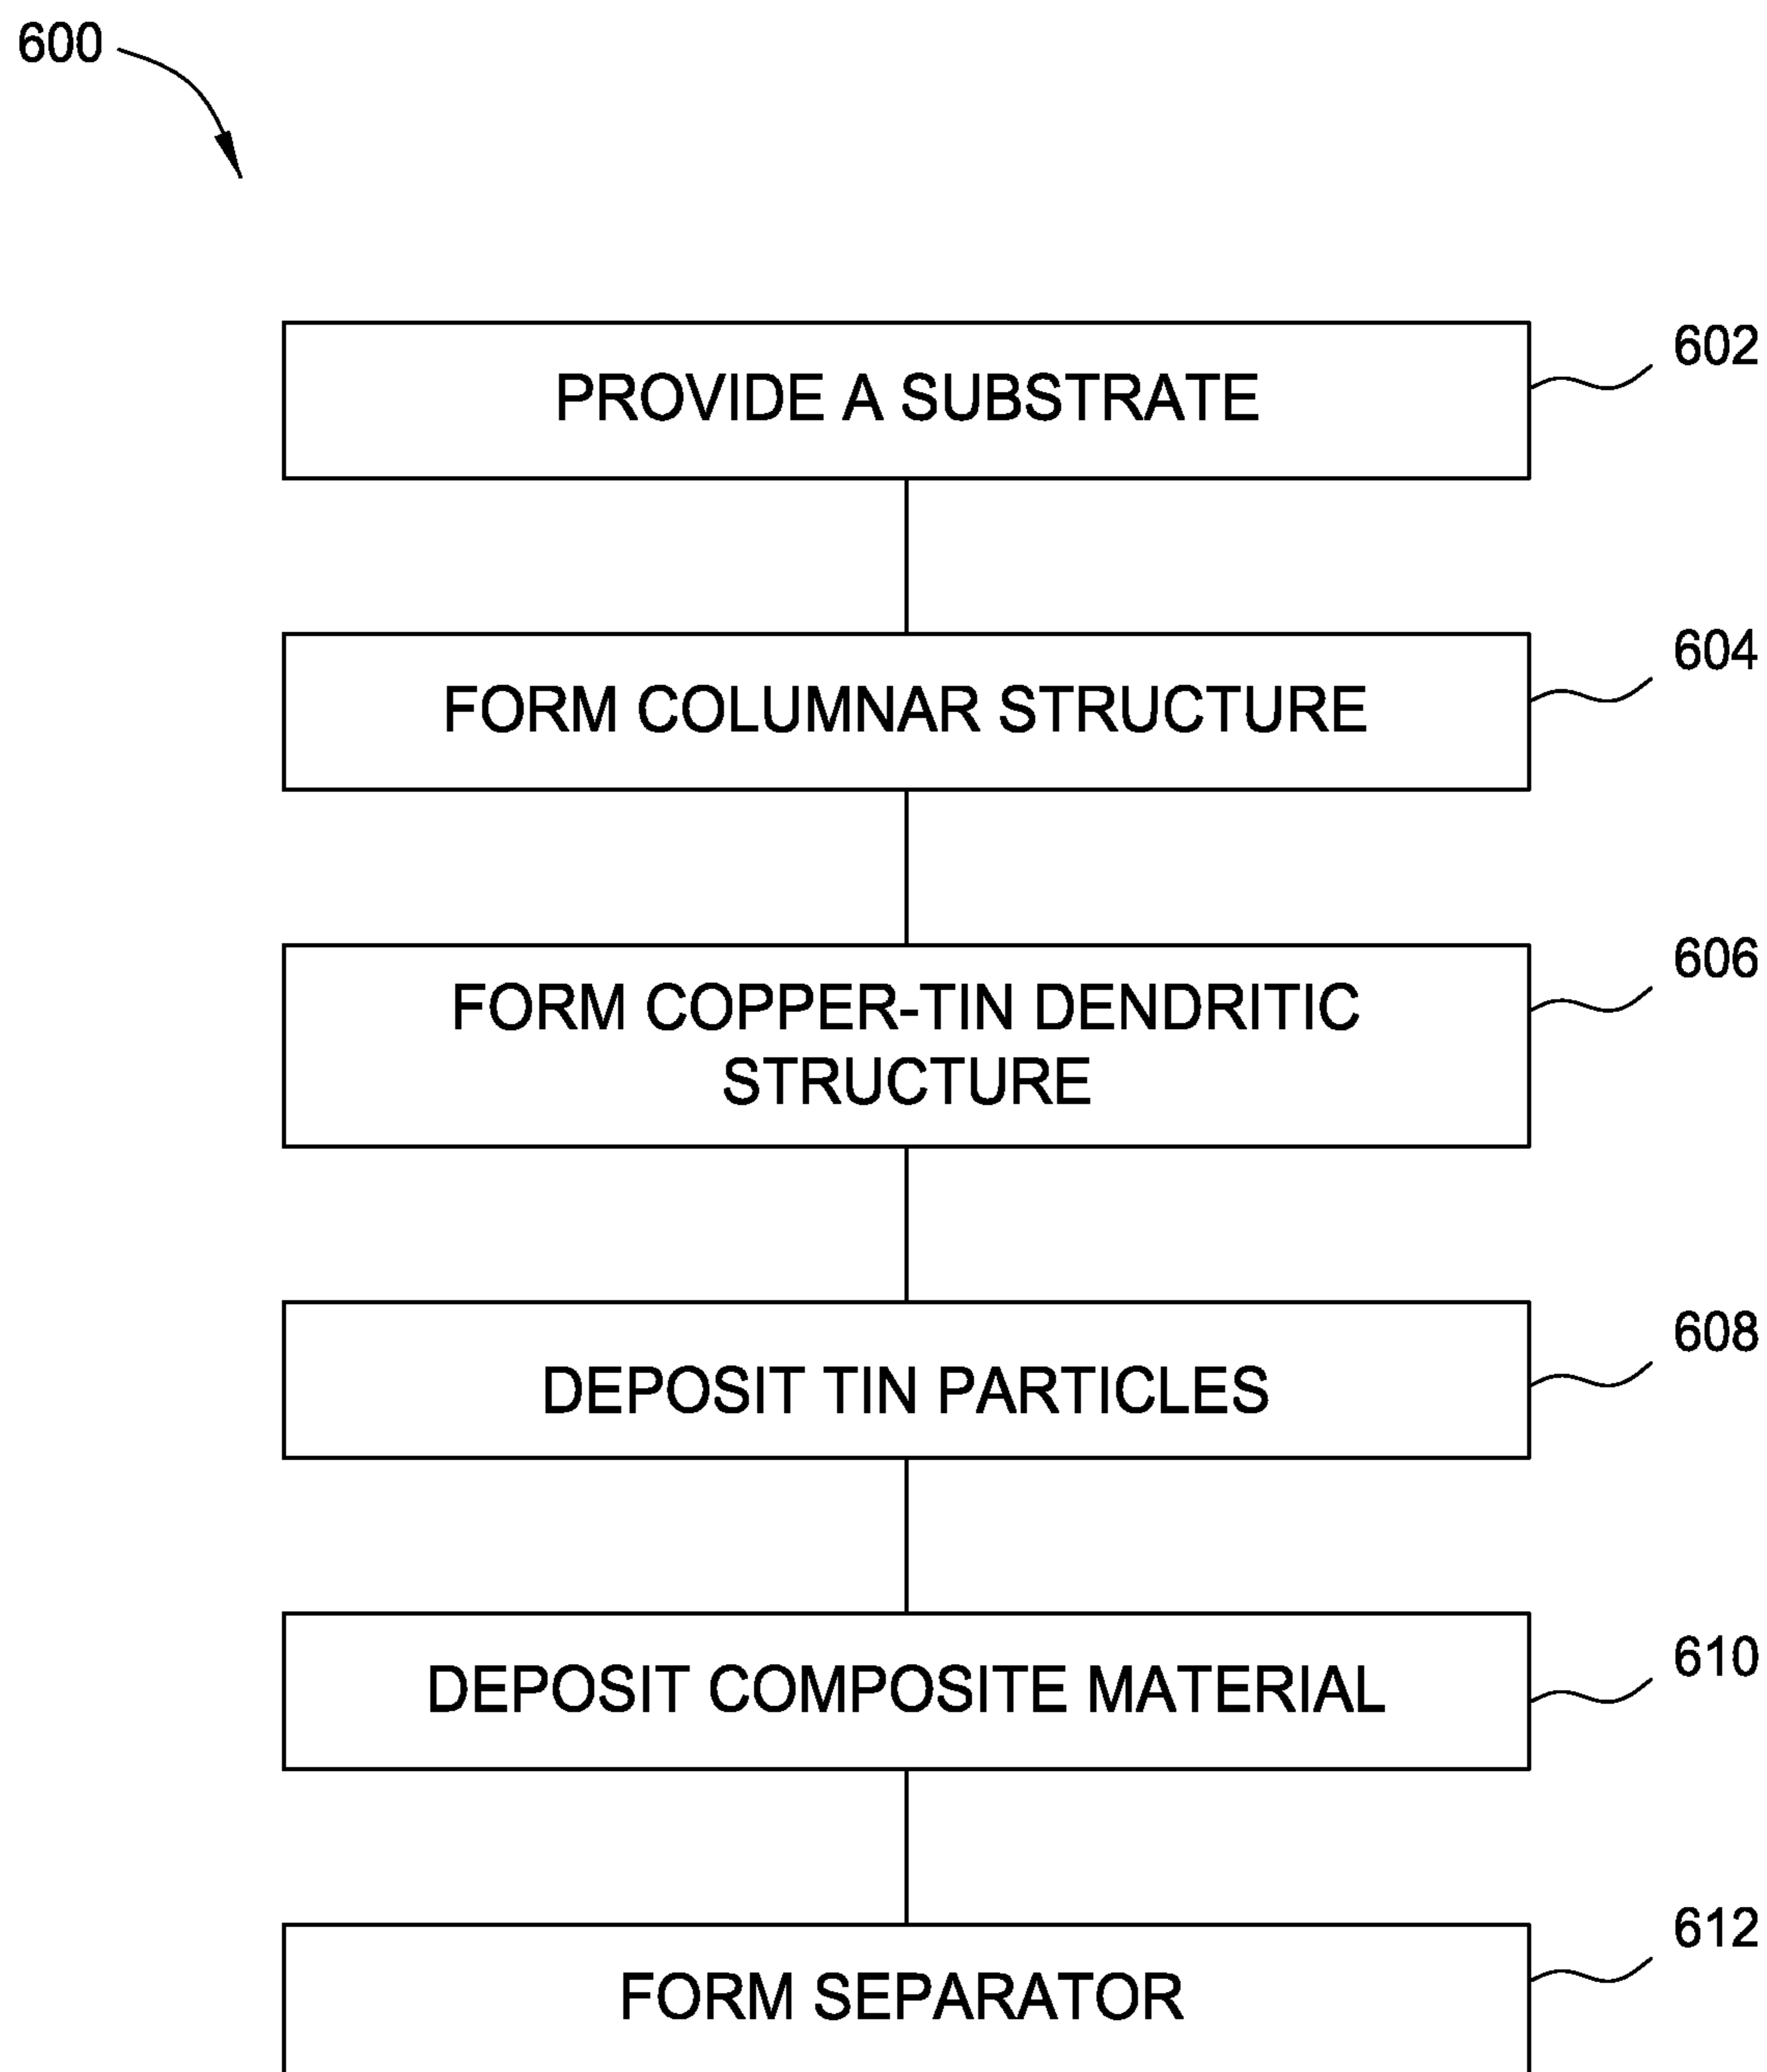 600
PROVIDE A SUBSTRATE
602
FORM COLUMNAR STRUCTURE
604
FORM COPPER-TIN DENDRITIC
STRUCTURE
606
DEPOSIT TIN PARTICLES
608
DEPOSIT COMPOSITE MATERIAL
610
FORM SEPARATOR
612